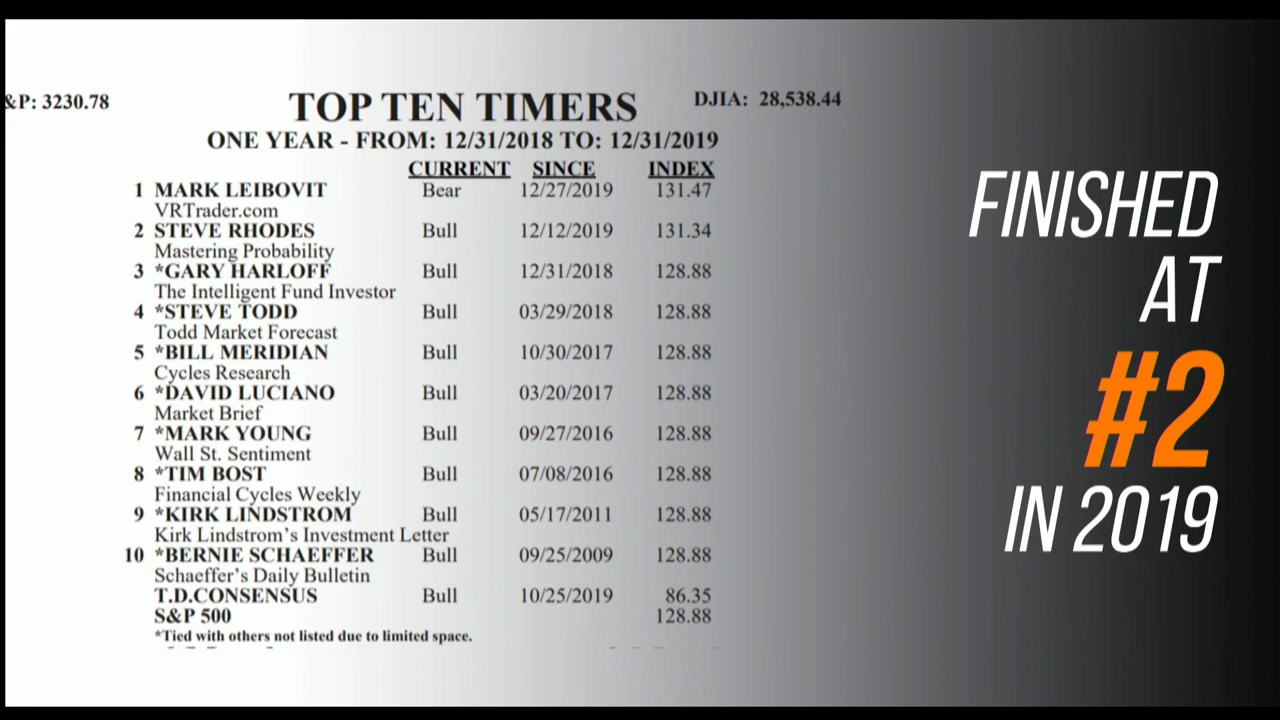 &P: 3230.78
TOP TEN TIMERS
DJIA: 28,538.44
ONE YEAR - FROM: 12/31/2018 TO: 12/31/2019
CURRENT SINCE INDEX
1 MARK LEIBOVIT Bear 12/27/2019 131.47
VRTrader.com
2 STEVE RHODES Bull 12/12/2019 131.34
Mastering Probability
3 *GARY HARLOFF Bull 12/31/2018 128.88
The Intelligent Fund Investor
4 *STEVE TODD Bull 03/29/2018 128.88
Todd Market Forecast
5 *BILL MERIDIAN Bull 10/30/2017 128.88
Cycles Research
6 *DAVID LUCIANO Bull 03/20/2017 128.88
Market Brief
7 *MARK YOUNG Bull 09/27/2016 128.88
Wall St. Sentiment
8 *TIM BOST Bull 07/08/2016 128.88
Financial Cycles Weekly
9 *KIRK LINDSTROM Bull 05/17/2011 128.88
Kirk Lindstrom's Investment Letter
10 *BERNIE SCHAEFFER Bull 09/25/2009 128.88
Schaeffer's Daily Bulletin
T.D.CONSENSUS Bull 10/25/2019 86.35
S&P 500 128.88
*Tied with others not listed due to limited space.
FINISHED
AT
#2
IN 2019